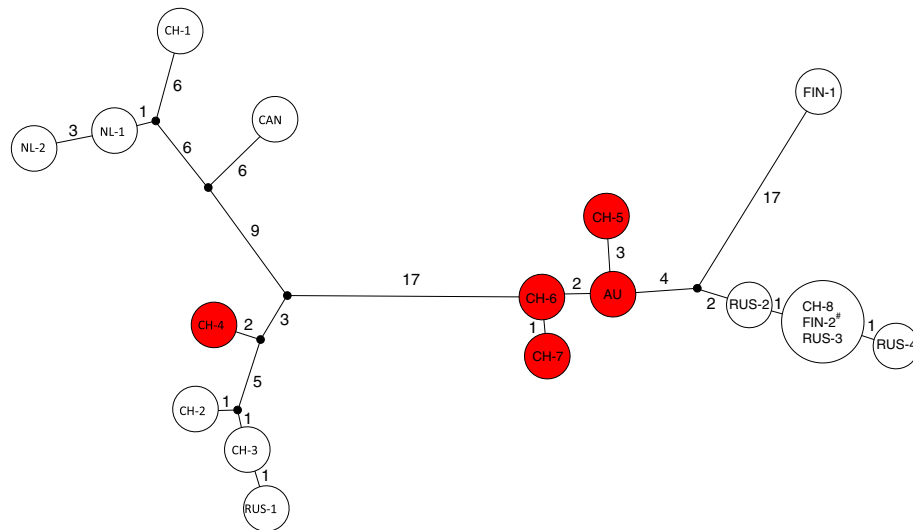 CH-1
6
1
NL-1
3
NL-2
6
CAN
6
9
FIN-1
17
CH-5
3
17
CH-6
2
AU
4
2
RUS-2
1
CH-8
FIN-2#
RUS-3
1
RUS-4
1
CH-7
3
CH-4
2
5
CH-2
1
1
CH-3
1
RUS-1